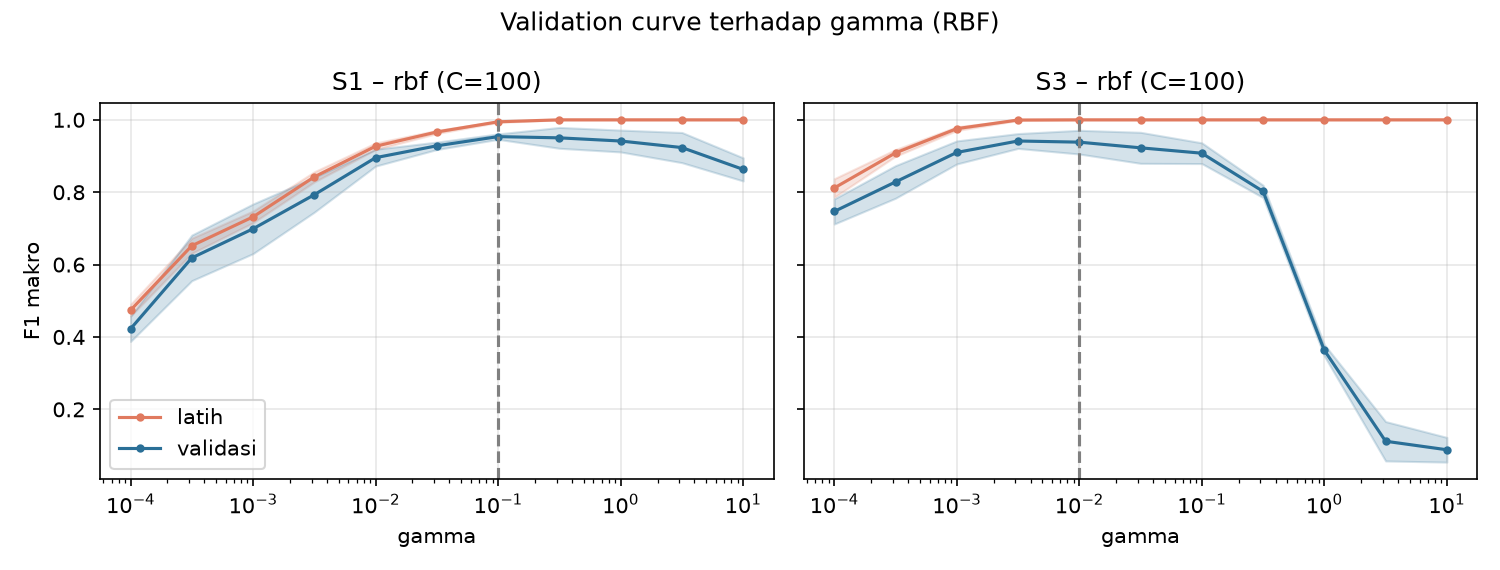 Validation curve terhadap gamma (RBF)
S1 – rbf (C=100)
S3 – rbf (C=100)
F1 makro
1.0
0.8
0.6
0.4
0.2
latih
validasi
10⁻⁴ 10⁻³ 10⁻² 10⁻¹ 10⁰ 10¹
10⁻⁴ 10⁻³ 10⁻² 10⁻¹ 10⁰ 10¹
gamma
gamma